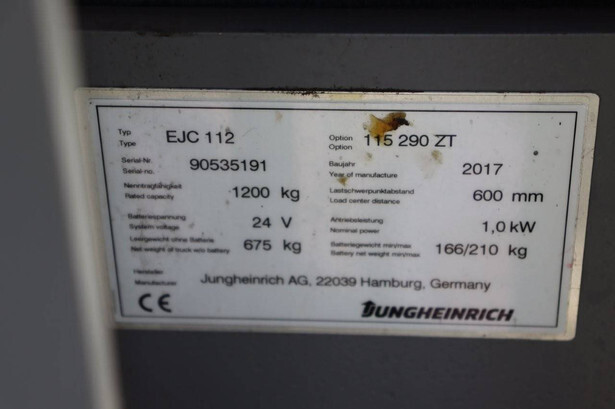 Typ Type EJC 112 Option Option 115 290 ZT
Serial-Nr. Serial-no. 90535191 Baujahr Year of manufacture 2017
Nenntragfähigkeit Rated capacity 1200 kg Lastschwerpunktabstand Load center distance 600 mm
Batteriespannung System voltage 24 V Antriebsleistung Nominal power 1,0 kW
Leergewicht ohne Batterie Net weight of truck w/o battery 675 kg Batteriegewicht min/max Battery net weight min/max 166/210 kg
Hersteller Manufacturer Jungheinrich AG, 22039 Hamburg, Germany
CE JUNGHEINRICH